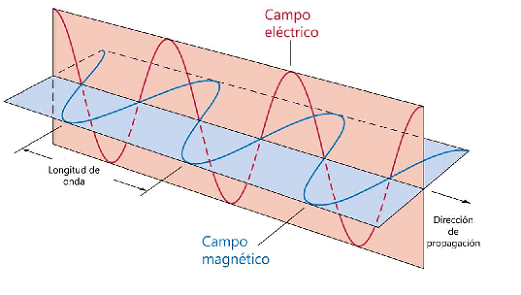 Campo
eléctrico
Longitud de
onda
Campo
magnético
Dirección
de
propagación